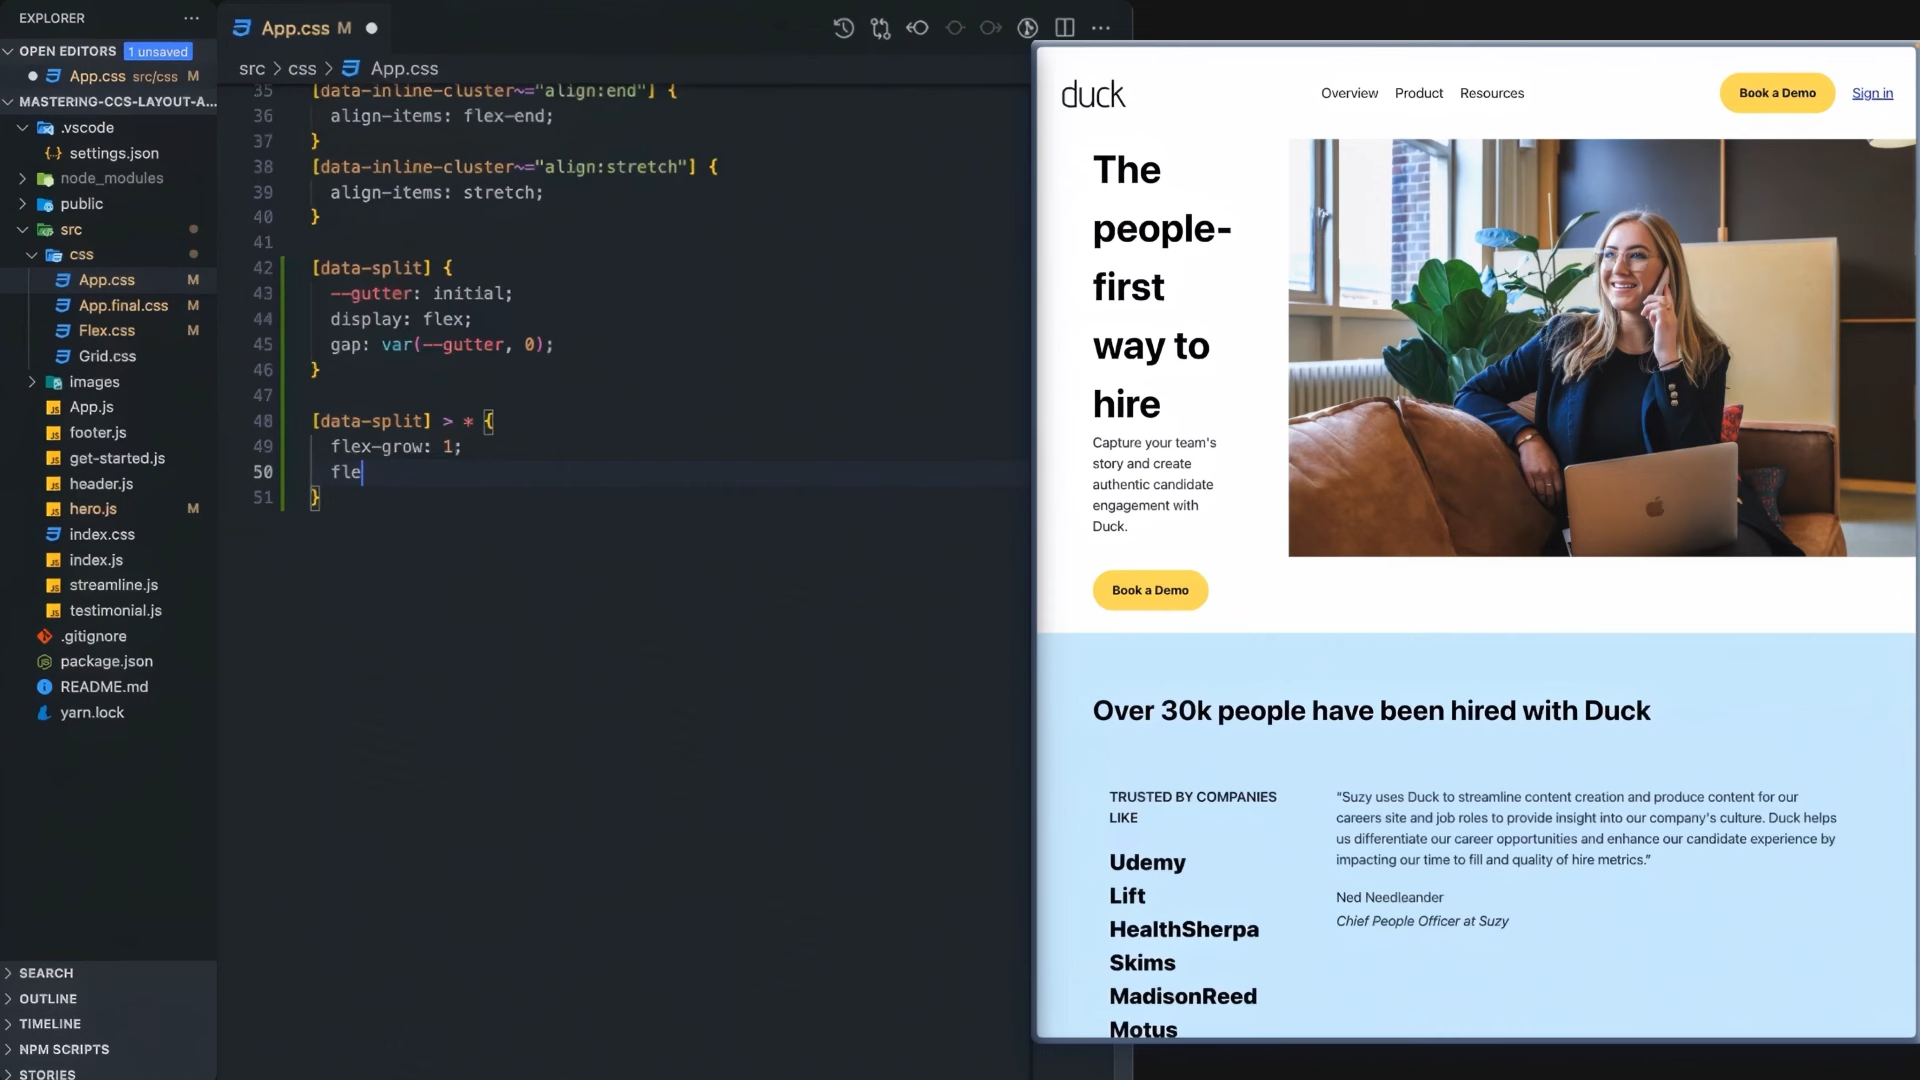 EXPLORER
OPEN EDITORS 1 unsaved
App.css src/css M
MASTERING-CCS-LAYOUT-A...
.vscode
settings.json
node_modules
public
src
css
App.css M
App.final.css M
Flex.css M
Grid.css
images
App.js
footer.js
get-started.js
header.js
hero.js M
index.css
index.js
streamline.js
testimonial.js
.gitignore
package.json
README.md
yarn.lock
SEARCH
OUTLINE
TIMELINE
NPM SCRIPTS
STORIES
App.css M
src > css > App.css
35 [data-inline-cluster~="align:end"] {
36 align-items: flex-end;
37 }
38 [data-inline-cluster~="align:stretch"] {
39 align-items: stretch;
40 }
41
42 [data-split] {
43 --gutter: initial;
44 display: flex;
45 gap: var(--gutter, 0);
46 }
47
48 [data-split] > * {
49 flex-grow: 1;
50 fle
51 }
duck
Overview Product Resources
Book a Demo
Sign in
The
people-
first
way to
hire
Capture your team's
story and create
authentic candidate
engagement with
Duck.
Book a Demo
Over 30k people have been hired with Duck
TRUSTED BY COMPANIES
LIKE
Udemy
Lift
HealthSherpa
Skims
MadisonReed
Motus
“Suzy uses Duck to streamline content creation and produce content for our
careers site and job roles to provide insight into our company's culture. Duck helps
us differentiate our career opportunities and enhance our candidate experience by
impacting our time to fill and quality of hire metrics.”
Ned Needleander
Chief People Officer at Suzy